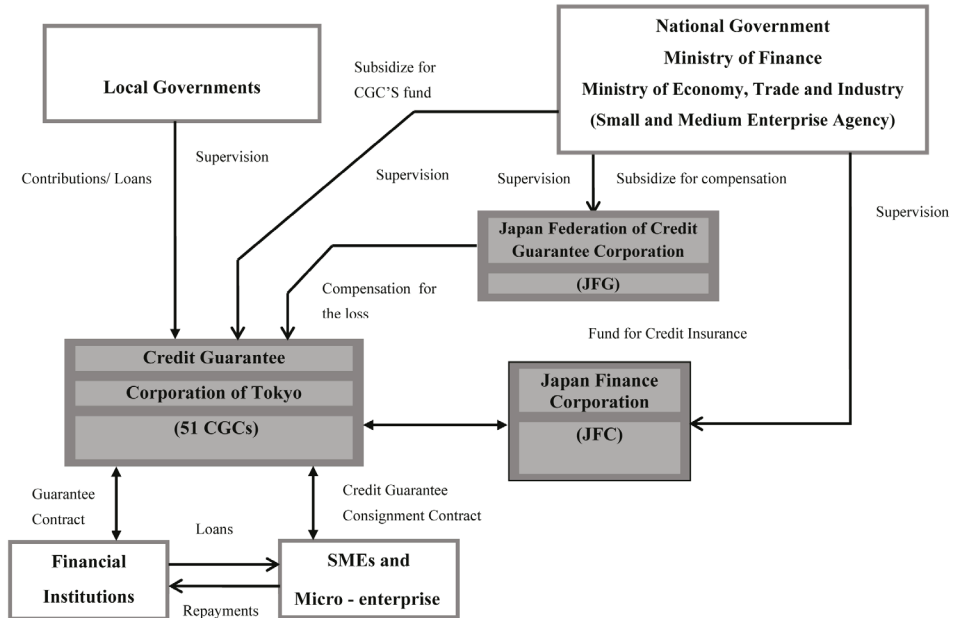 National Government
Ministry of Finance
Ministry of Economy, Trade and Industry
(Small and Medium Enterprise Agency)
Local Governments
Subsidize for
CGC'S fund
Supervision
Contributions/ Loans
Supervision
Supervision
Subsidize for compensation
Supervision
Japan Federation of Credit
Guarantee Corporation
(JFG)
Compensation for
the loss
Fund for Credit Insurance
Credit Guarantee
Corporation of Tokyo
(51 CGCs)
Japan Finance
Corporation
(JFC)
Guarantee
Contract
Credit Guarantee
Consignment Contract
Loans
Financial
Institutions
SMEs and
Micro - enterprise
Repayments